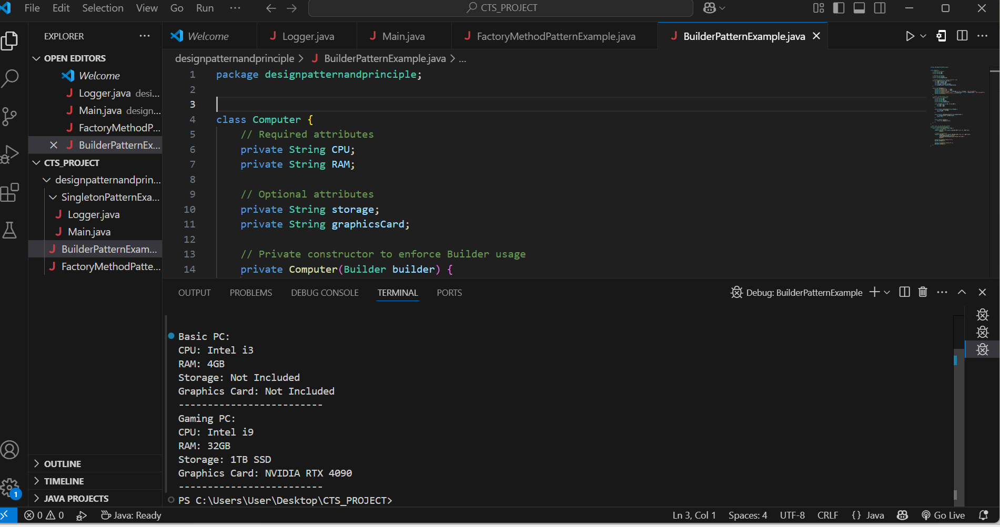 File Edit Selection View Go Run ... CTS_PROJECT
EXPLORER ...
OPEN EDITORS
Welcome
Logger.java desi...
Main.java design...
FactoryMethodP...
BuilderPatternEx...
CTS_PROJECT
designpatternandprin...
SingletonPatternExa...
Logger.java
Main.java
BuilderPatternExam...
FactoryMethodPatte...
OUTLINE
TIMELINE
JAVA PROJECTS
1
Welcome Logger.java Main.java FactoryMethodPatternExample.java BuilderPatternExample.java
designpatternandprinciple > BuilderPatternExample.java > ...
1 package designpatternandprinciple;
2
3
4 class Computer {
5 // Required attributes
6 private String CPU;
7 private String RAM;
8
9 // Optional attributes
10 private String storage;
11 private String graphicsCard;
12
13 // Private constructor to enforce Builder usage
14 private Computer(Builder builder) {
OUTPUT PROBLEMS DEBUG CONSOLE TERMINAL PORTS Debug: BuilderPatternExample
Basic PC:
CPU: Intel i3
RAM: 4GB
Storage: Not Included
Graphics Card: Not Included
-------------------------
Gaming PC:
CPU: Intel i9
RAM: 32GB
Storage: 1TB SSD
Graphics Card: NVIDIA RTX 4090
-------------------------
PS C:\Users\User\Desktop\CTS_PROJECT>
0 0 Java: Ready Ln 3, Col 1 Spaces: 4 UTF-8 CRLF {} Java Go Live